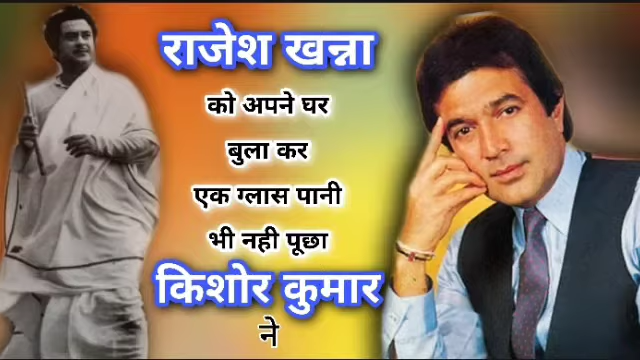 राजेश खन्ना
को अपने घर
बुला कर
एक ग्लास पानी
भी नही पूछा
किशोर कुमार
ने